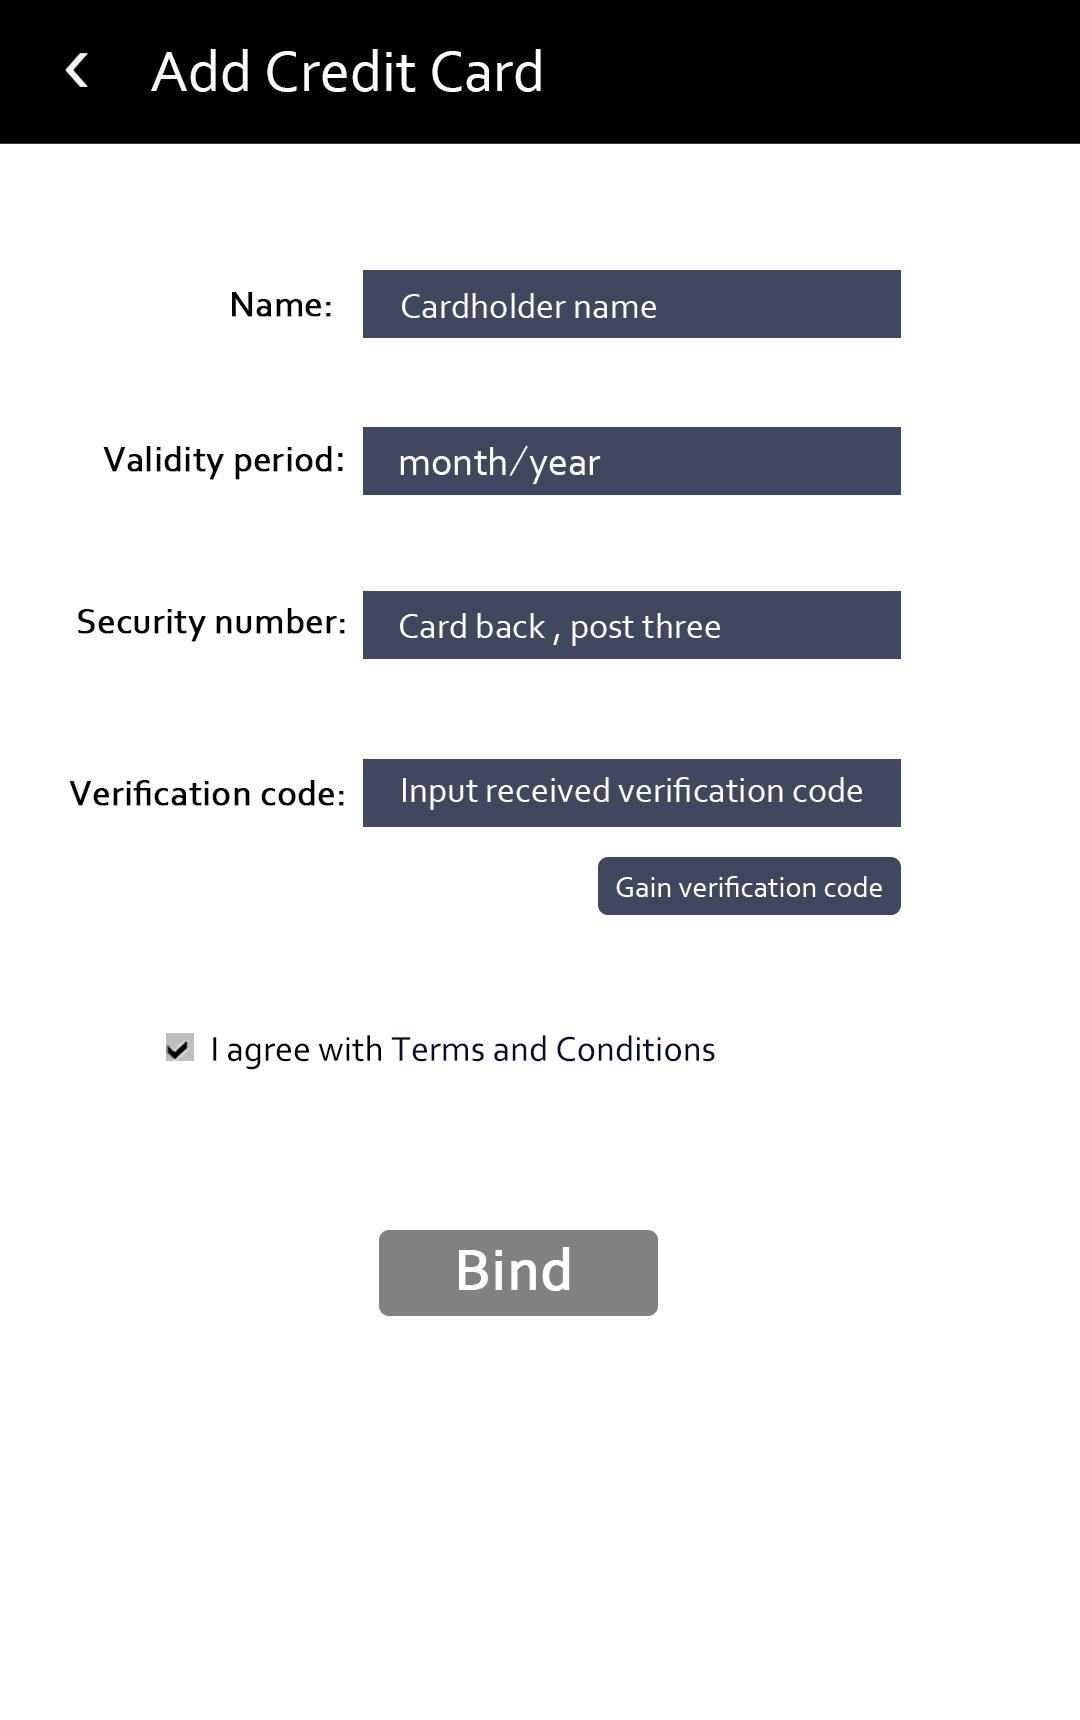 Add Credit Card
Name: Cardholder name
Validity period: month/year
Security number: Card back , post three
Verification code: Input received verification code
Gain verification code
I agree with Terms and Conditions
Bind